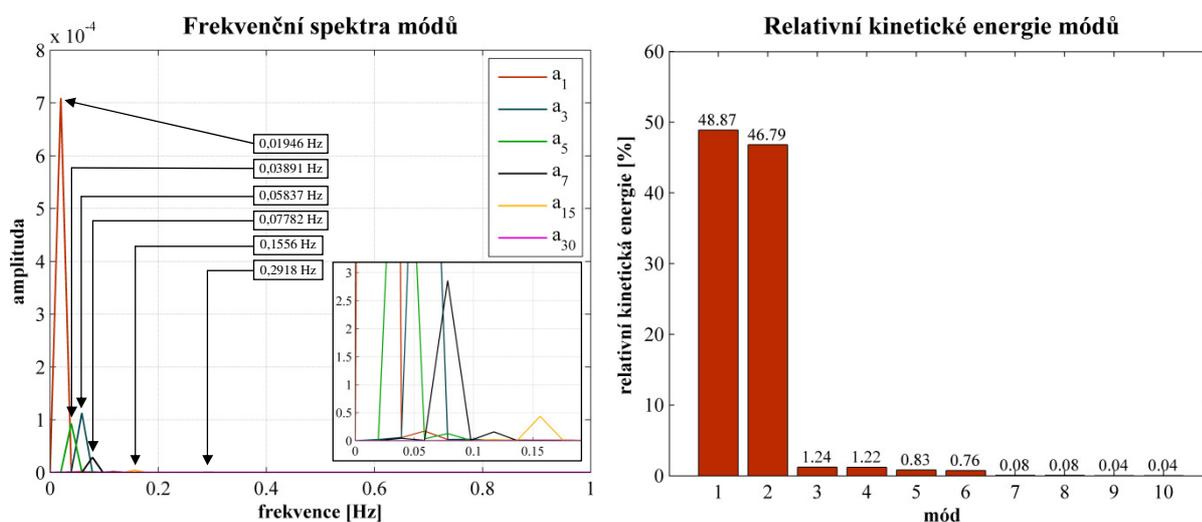 Frekvenční spektra módů
x 10-4
8
7
6
5
4
3
2
1
0
amplituda
0 0.2 0.4 0.6 0.8 1
frekvence [Hz]
0,01946 Hz
0,03891 Hz
0,05837 Hz
0,07782 Hz
0,1556 Hz
0,2918 Hz
a1
a3
a5
a7
a15
a30
3
2.5
2
1.5
1
0.5
0
0 0.05 0.1 0.15
Relativní kinetické energie módů
60
50
40
30
20
10
0
relativní kinetická energie [%]
48.87 46.79 1.24 1.22 0.83 0.76 0.08 0.08 0.04 0.04
1 2 3 4 5 6 7 8 9 10
mód